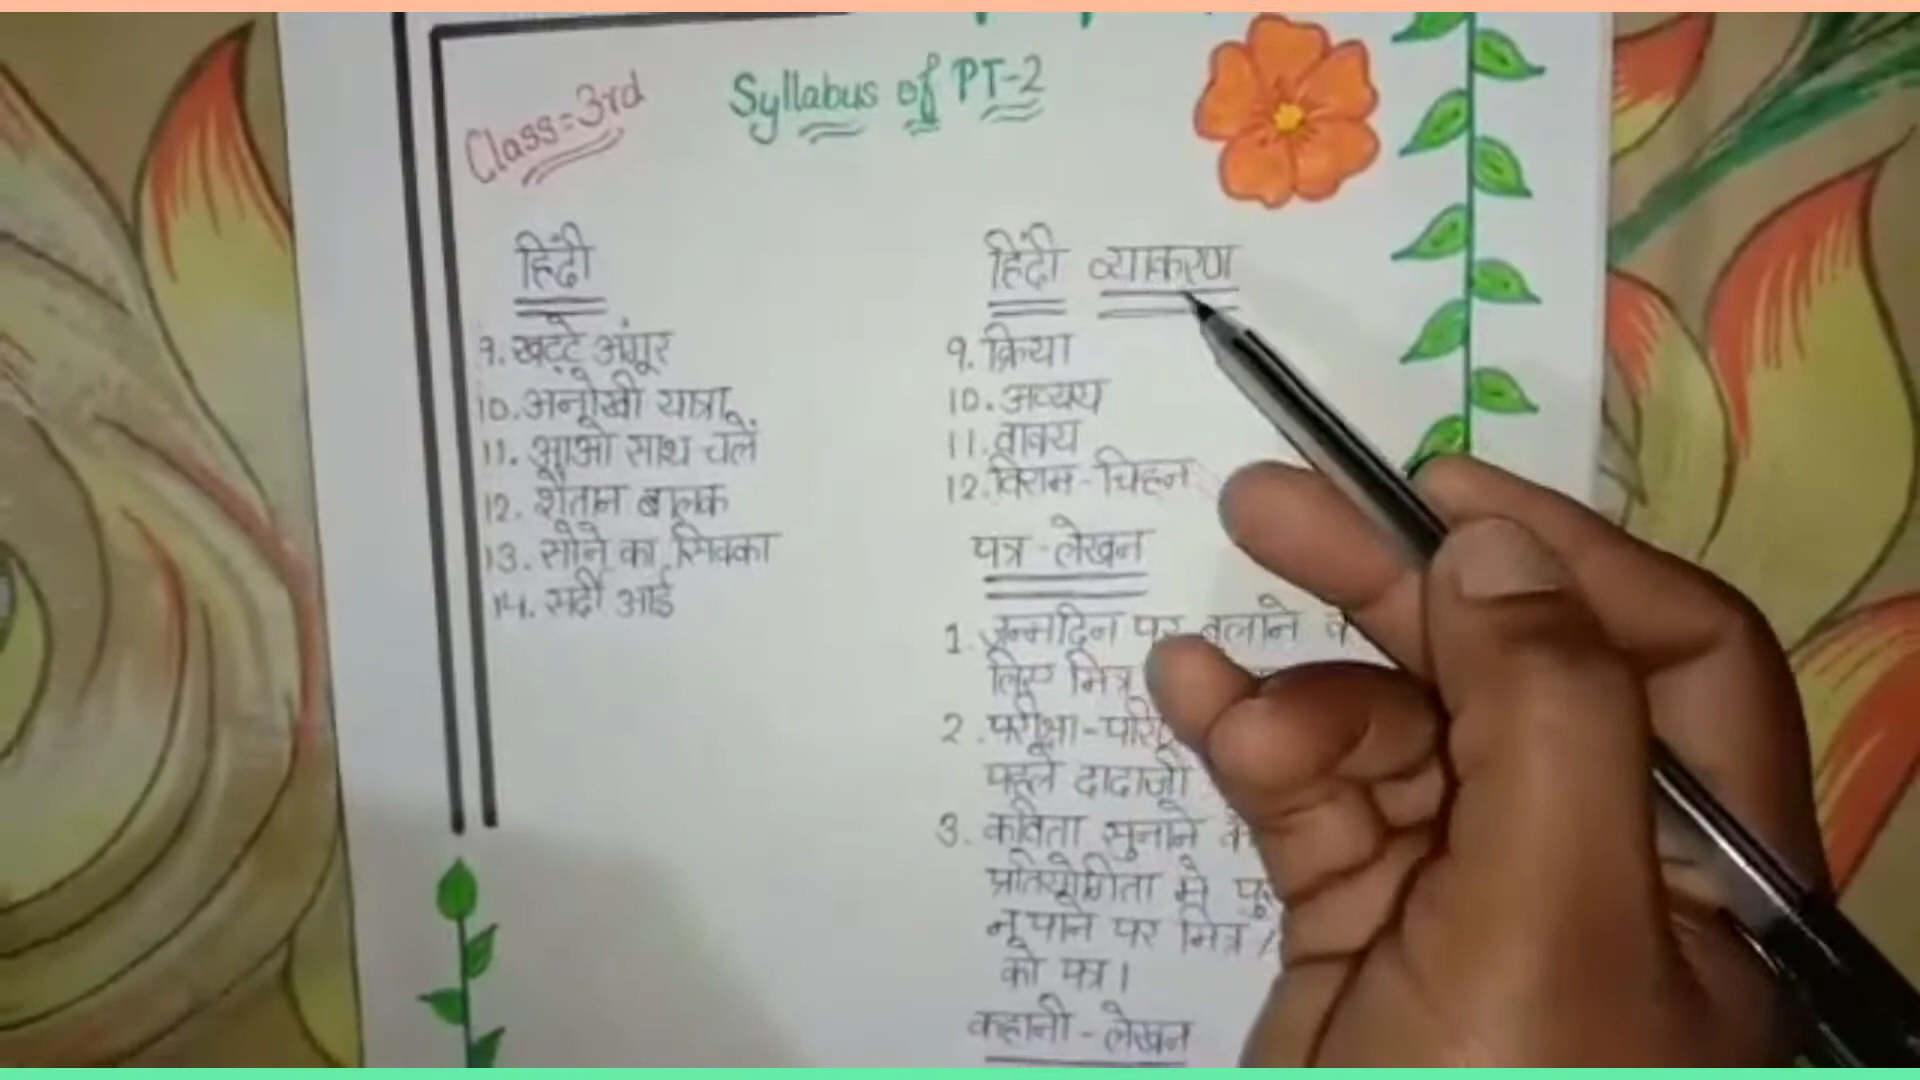 Class=3rd
Syllabus of PT-2
हिंदी
9. खट्टे अंगूर
10. अनोखी यात्रा
11. आओ साथ चलें
12. शैतान बालक
13. सोने का सिक्का
14. सर्दी आई
हिंदी व्याकरण
9. क्रिया
10. अव्यय
11. वाक्य
12. विराम-चिह्न
पत्र-लेखन
1. जन्मदिन पर बुलाने
लिए मित्र
2. परीक्षा-
पहले दादाजी
3. कविता सुनाने
प्रतियोगिता में
न पाने पर मित्र /
को पत्र।
कहानी-लेखन